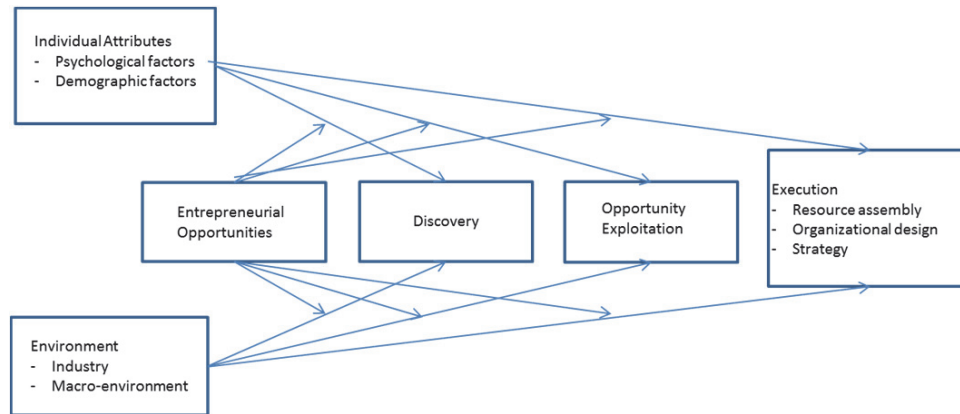 Individual Attributes
- Psychological factors
- Demographic factors
Entrepreneurial
Opportunities
Discovery
Opportunity
Exploitation
Execution
- Resource assembly
- Organizational design
- Strategy
Environment
- Industry
- Macro-environment